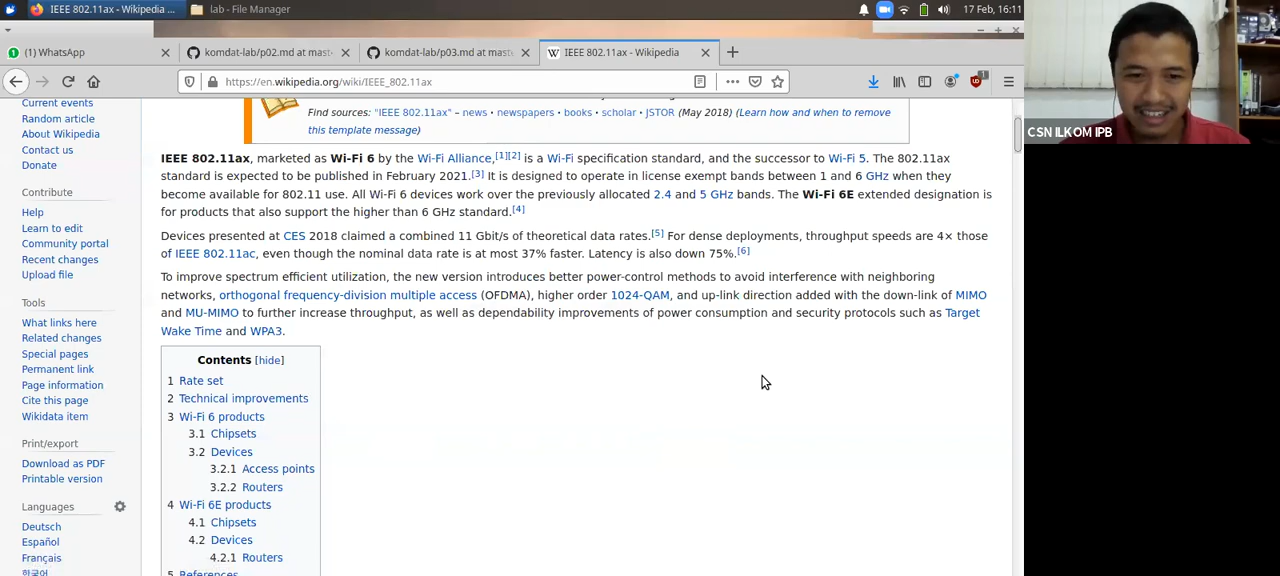 IEEE 802.11ax - Wikipedia ...
lab - File Manager
17 Feb, 16:11
(1) WhatsApp
komdat-lab/p02.md at mast
komdat-lab/p03.md at mast
IEEE 802.11ax - Wikipedia
https://en.wikipedia.org/wiki/IEEE_802.11ax
Current events
Random article
About Wikipedia
Contact us
Donate
Contribute
Help
Learn to edit
Community portal
Recent changes
Upload file
Tools
What links here
Related changes
Special pages
Permanent link
Page information
Cite this page
Wikidata item
Print/export
Download as PDF
Printable version
Languages
Deutsch
Español
Français
한국어
Find sources: "IEEE 802.11ax" – news · newspapers · books · scholar · JSTOR (May 2018) (Learn how and when to remove
this template message)
IEEE 802.11ax, marketed as Wi-Fi 6 by the Wi-Fi Alliance,[1][2] is a Wi-Fi specification standard, and the successor to Wi-Fi 5. The 802.11ax
standard is expected to be published in February 2021.[3] It is designed to operate in license exempt bands between 1 and 6 GHz when they
become available for 802.11 use. All Wi-Fi 6 devices work over the previously allocated 2.4 and 5 GHz bands. The Wi-Fi 6E extended designation is
for products that also support the higher than 6 GHz standard.[4]
Devices presented at CES 2018 claimed a combined 11 Gbit/s of theoretical data rates.[5] For dense deployments, throughput speeds are 4× those
of IEEE 802.11ac, even though the nominal data rate is at most 37% faster. Latency is also down 75%.[6]
To improve spectrum efficient utilization, the new version introduces better power-control methods to avoid interference with neighboring
networks, orthogonal frequency-division multiple access (OFDMA), higher order 1024-QAM, and up-link direction added with the down-link of MIMO
and MU-MIMO to further increase throughput, as well as dependability improvements of power consumption and security protocols such as Target
Wake Time and WPA3.
Contents [hide]
1 Rate set
2 Technical improvements
3 Wi-Fi 6 products
3.1 Chipsets
3.2 Devices
3.2.1 Access points
3.2.2 Routers
4 Wi-Fi 6E products
4.1 Chipsets
4.2 Devices
4.2.1 Routers
5 References
CSN ILKOM IPB